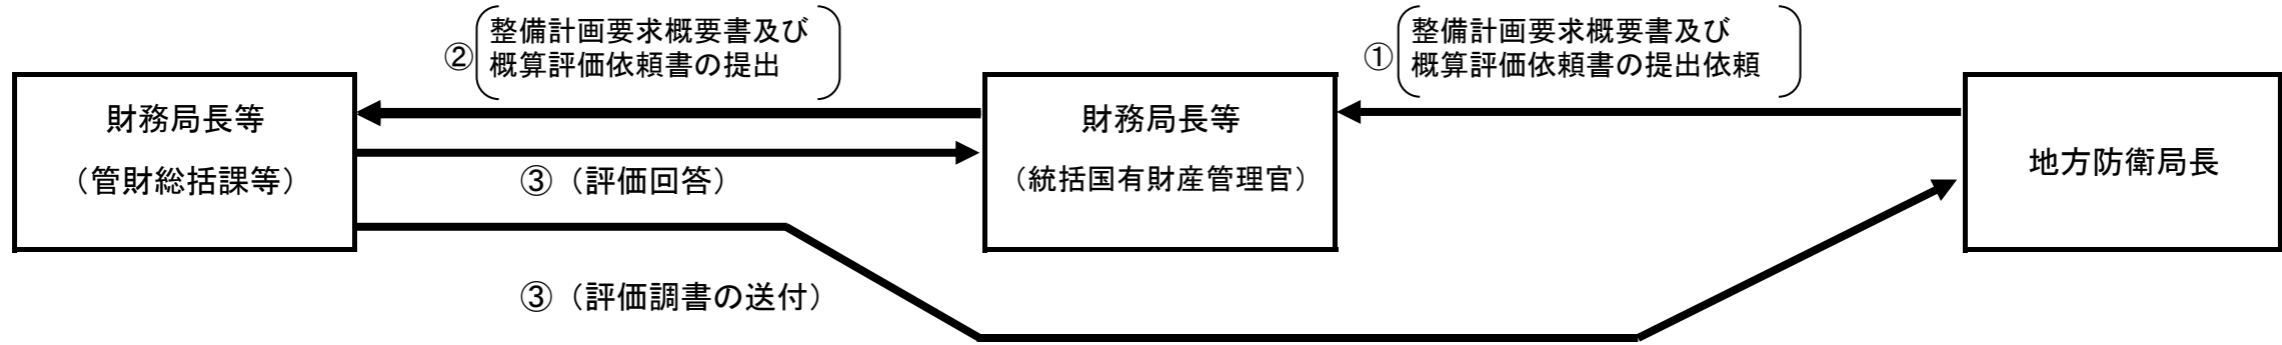 ②
整備計画要求概要書及び
概算評価依頼書の提出
①
整備計画要求概要書及び
概算評価依頼書の提出依頼
財務局長等
（管財総括課等）
財務局長等
（統括国有財産管理官）
地方防衛局長
③（評価回答）
③（評価調書の送付）